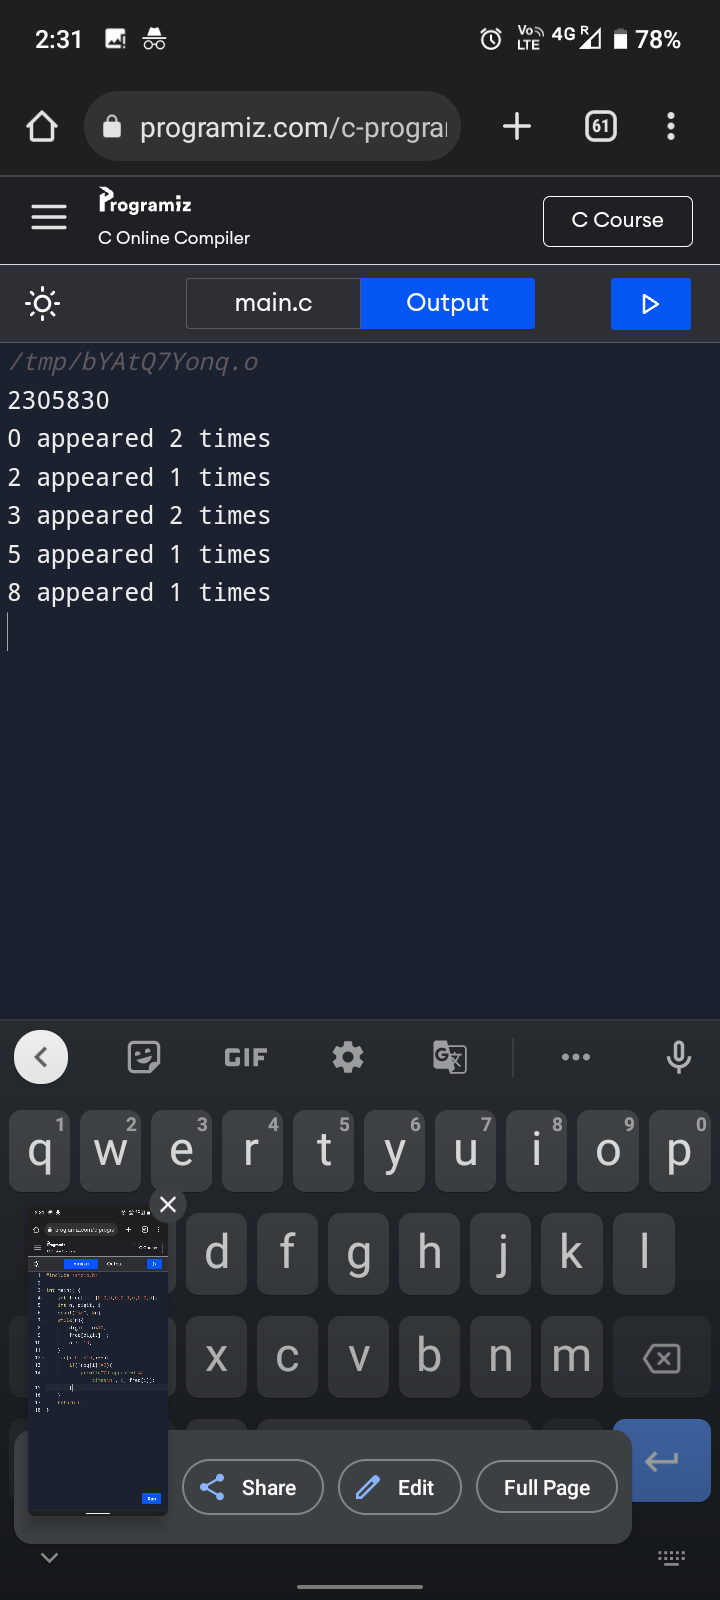 2:31
Vo LTE 4G R 78%
programiz.com/c-progra
61
Programiz
C Online Compiler
C Course
main.c
Output
/tmp/bYAtQ7Yonq.o
2305830
0 appeared 2 times
2 appeared 1 times
3 appeared 2 times
5 appeared 1 times
8 appeared 1 times
GIF
G
1 2 3 4 5 6 7 8 9 0
q w e r t y u i o p
d f g h j k l
x c v b n m
Share
Edit
Full Page
Run